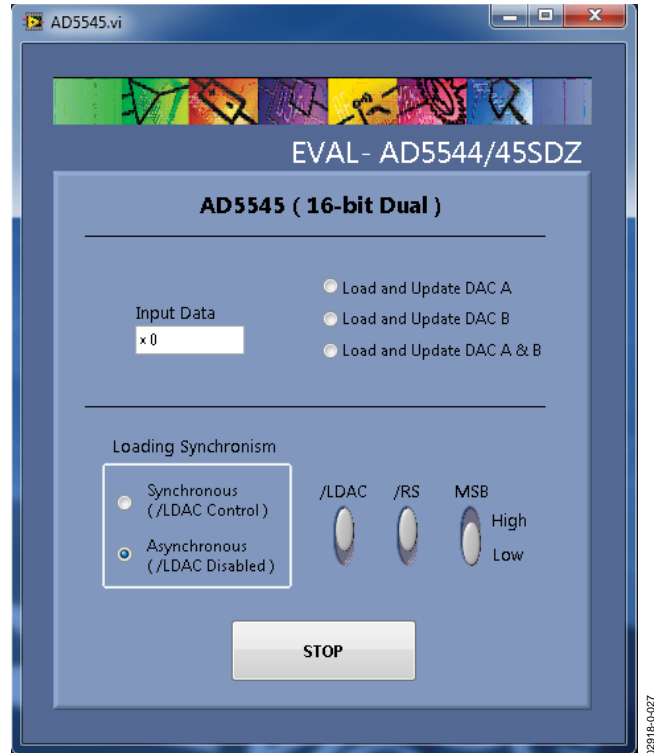 AD5545.vi
EVAL- AD5544/45SDZ
AD5545 ( 16-bit Dual )
Input Data
x 0
Load and Update DAC A
Load and Update DAC B
Load and Update DAC A & B
Loading Synchronism
Synchronous
( /LDAC Control )
Asynchronous
( /LDAC Disabled )
/LDAC
/RS
MSB
High
Low
STOP
02918-0-027